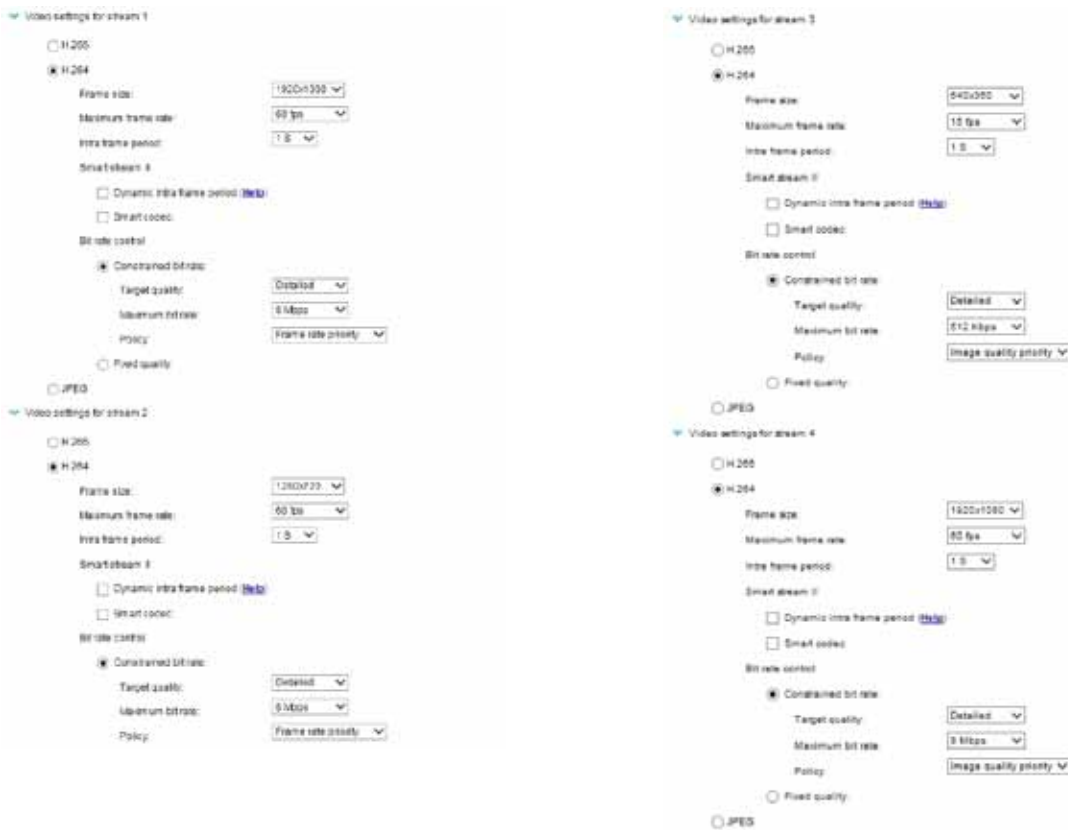 Video settings for stream 1
H.265
H.264
Frame size:
Maximum frame rate:
60 fps
Intra frame period:
1 S
Smart stream II
Dynamic intra frame period (Help)
Smart codec:
Bit rate control
Constrained bit rate:
Target quality:
Detailed
Maximum bit rate:
Policy:
Frame rate priority
Fixed quality
JPEG
Video settings for stream 2
H.265
H.264
Frame size:
1280x720
Maximum frame rate:
60 fps
Intra frame period:
1 S
Smart stream II
Dynamic intra frame period (Help)
Smart codec:
Bit rate control
Constrained bit rate:
Target quality:
Detailed
Maximum bit rate:
6 Mbps
Policy:
Frame rate priority
Video settings for stream 3
H.265
H.264
Frame size:
640x360
Maximum frame rate:
15 fps
Intra frame period:
1 S
Smart stream II
Dynamic intra frame period (Help)
Smart codec:
Bit rate control
Constrained bit rate
Target quality:
Detailed
Maximum bit rate
512 Kbps
Policy:
Image quality priority
Fixed quality:
JPEG
Video settings for stream 4
H.265
H.264
Frame size:
1920x1080
Maximum frame rate:
60 fps
Intra frame period:
1 S
Smart stream II
Dynamic intra frame period (Help)
Smart codec:
Bit rate control
Constrained bit rate
Target quality:
Detailed
Maximum bit rate
Policy:
Image quality priority
Fixed quality:
JPEG